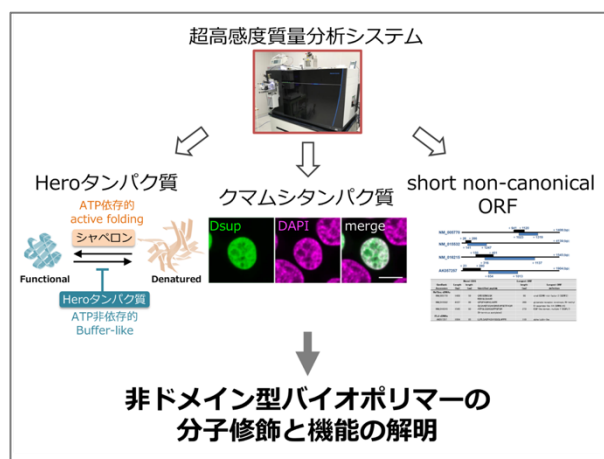 超高感度質量分析システム
Heroタンパク質
ATP依存的
active folding
シャペロン
Functional
Denatured
Heroタンパク質
ATP非依存的
Buffer-like
クマムシタンパク質
Dsup
DAPI
merge
short non-canonical
ORF
非ドメイン型バイオポリマーの
分子修飾と機能の解明